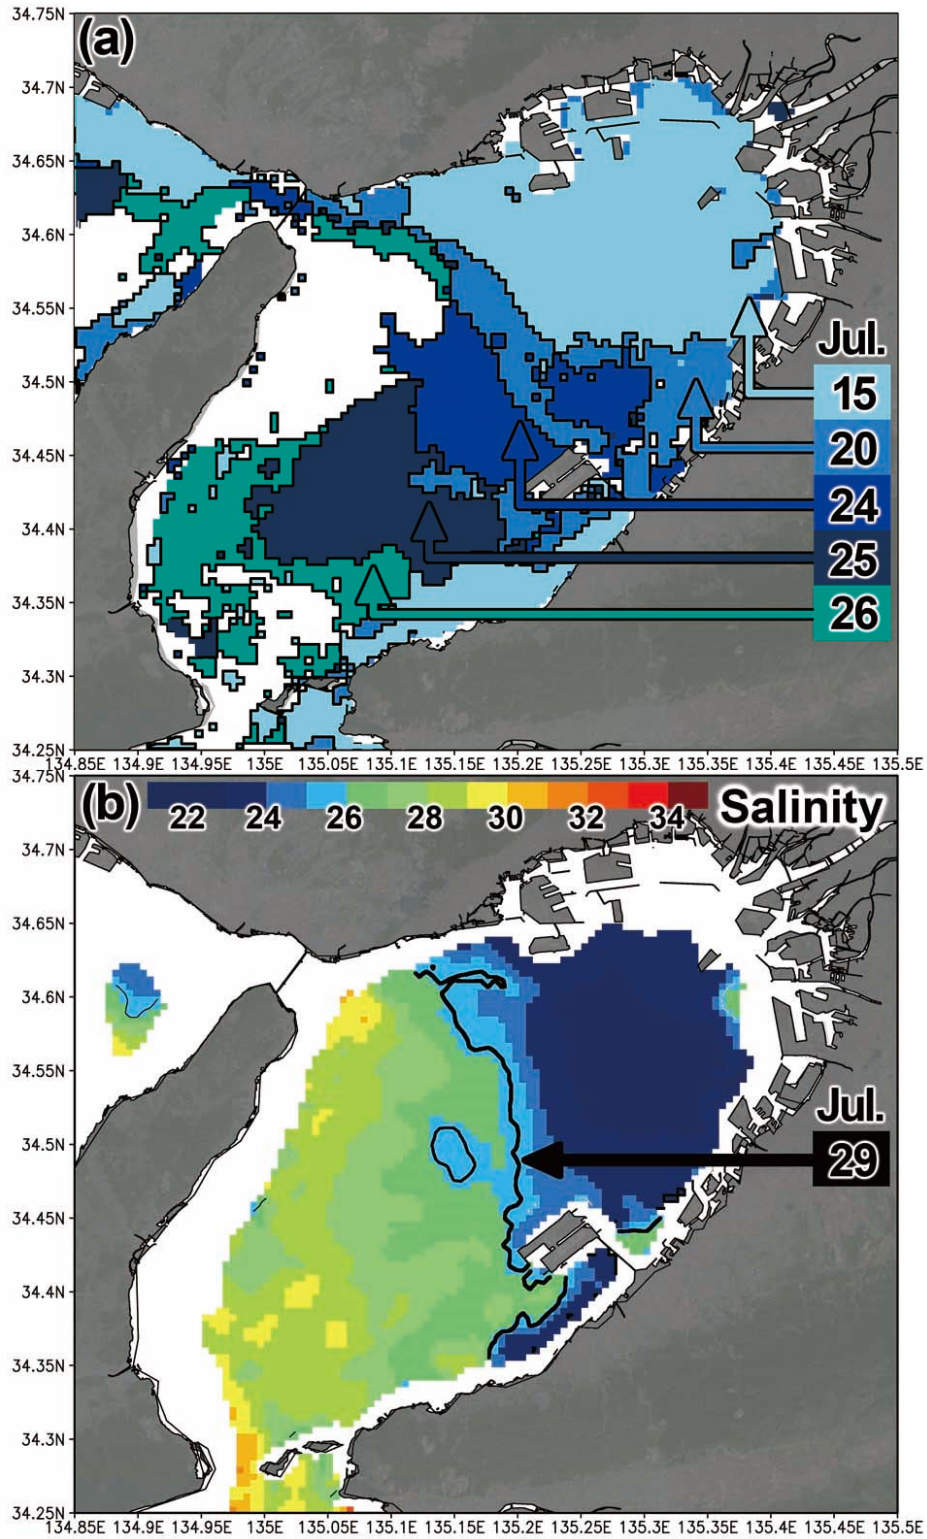 34.75N
(a)
34.7N
34.65N
34.6N
34.55N
Jul.
34.5N
15
20
34.45N
24
34.4N
25
34.35N
26
34.3N
34.25N
134.85E 134.9E 134.95E 135E 135.05E 135.1E 135.15E 135.2E 135.25E 135.3E 135.35E 135.4E 135.45E 135.5E
34.75N
(b) 22 24 26 28 30 32 34 Salinity
34.7N
34.65N
34.6N
34.55N
Jul.
34.5N
29
34.45N
34.4N
34.35N
34.3N
34.25N
134.85E 134.9E 134.95E 135E 135.05E 135.1E 135.15E 135.2E 135.25E 135.3E 135.35E 135.4E 135.45E 135.5E